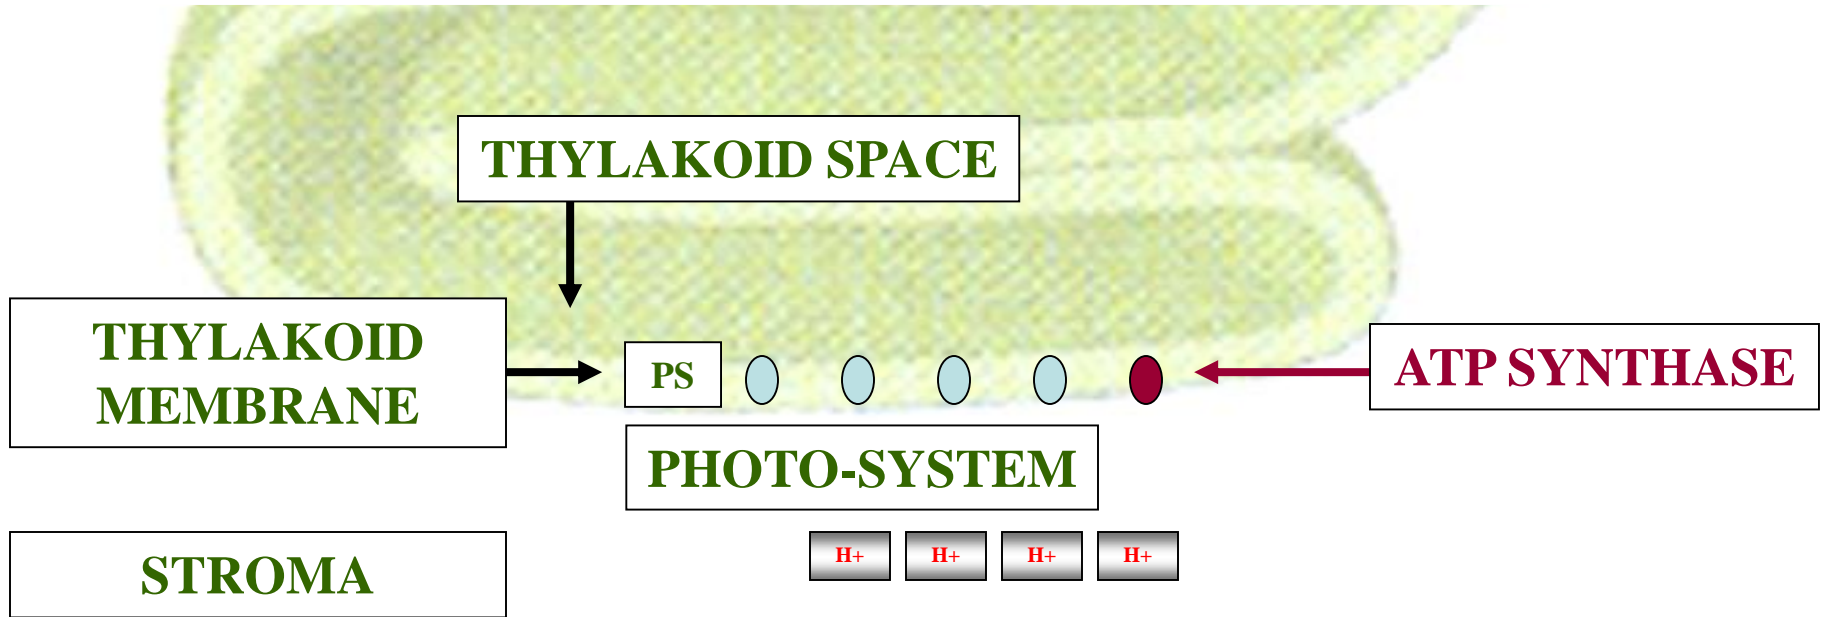 THYLAKOID SPACE
THYLAKOID
MEMBRANE
PS
ATP SYNTHASE
PHOTO-SYSTEM
STROMA
H+ H+ H+ H+